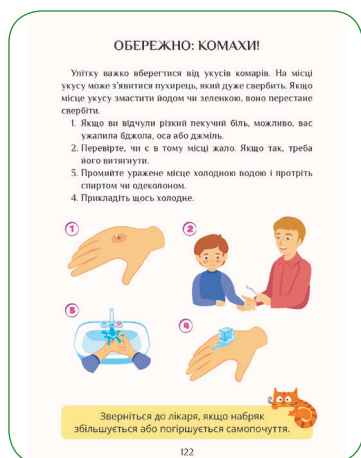 ОБЕРЕЖНО: КОМАХИ!
Улітку важко вберегтися від укусів комарів. На місці
укусу може з’явитися пухирець, який дуже свербить. Якщо
місце укусу змастити йодом чи зеленкою, воно перестане
свербіти.
1. Якщо ви відчули різкий пекучий біль, можливо, вас
ужалила бджола, оса або джміль.
2. Перевірте, чи є в тому місці жало. Якщо так, треба
його витягнути.
3. Промийте уражене місце холодною водою і протріть
спиртом чи одеколоном.
4. Прикладіть щось холодне.
1
2
3
4
Зверніться до лікаря, якщо набряк
збільшується або погіршується самопочуття.
122